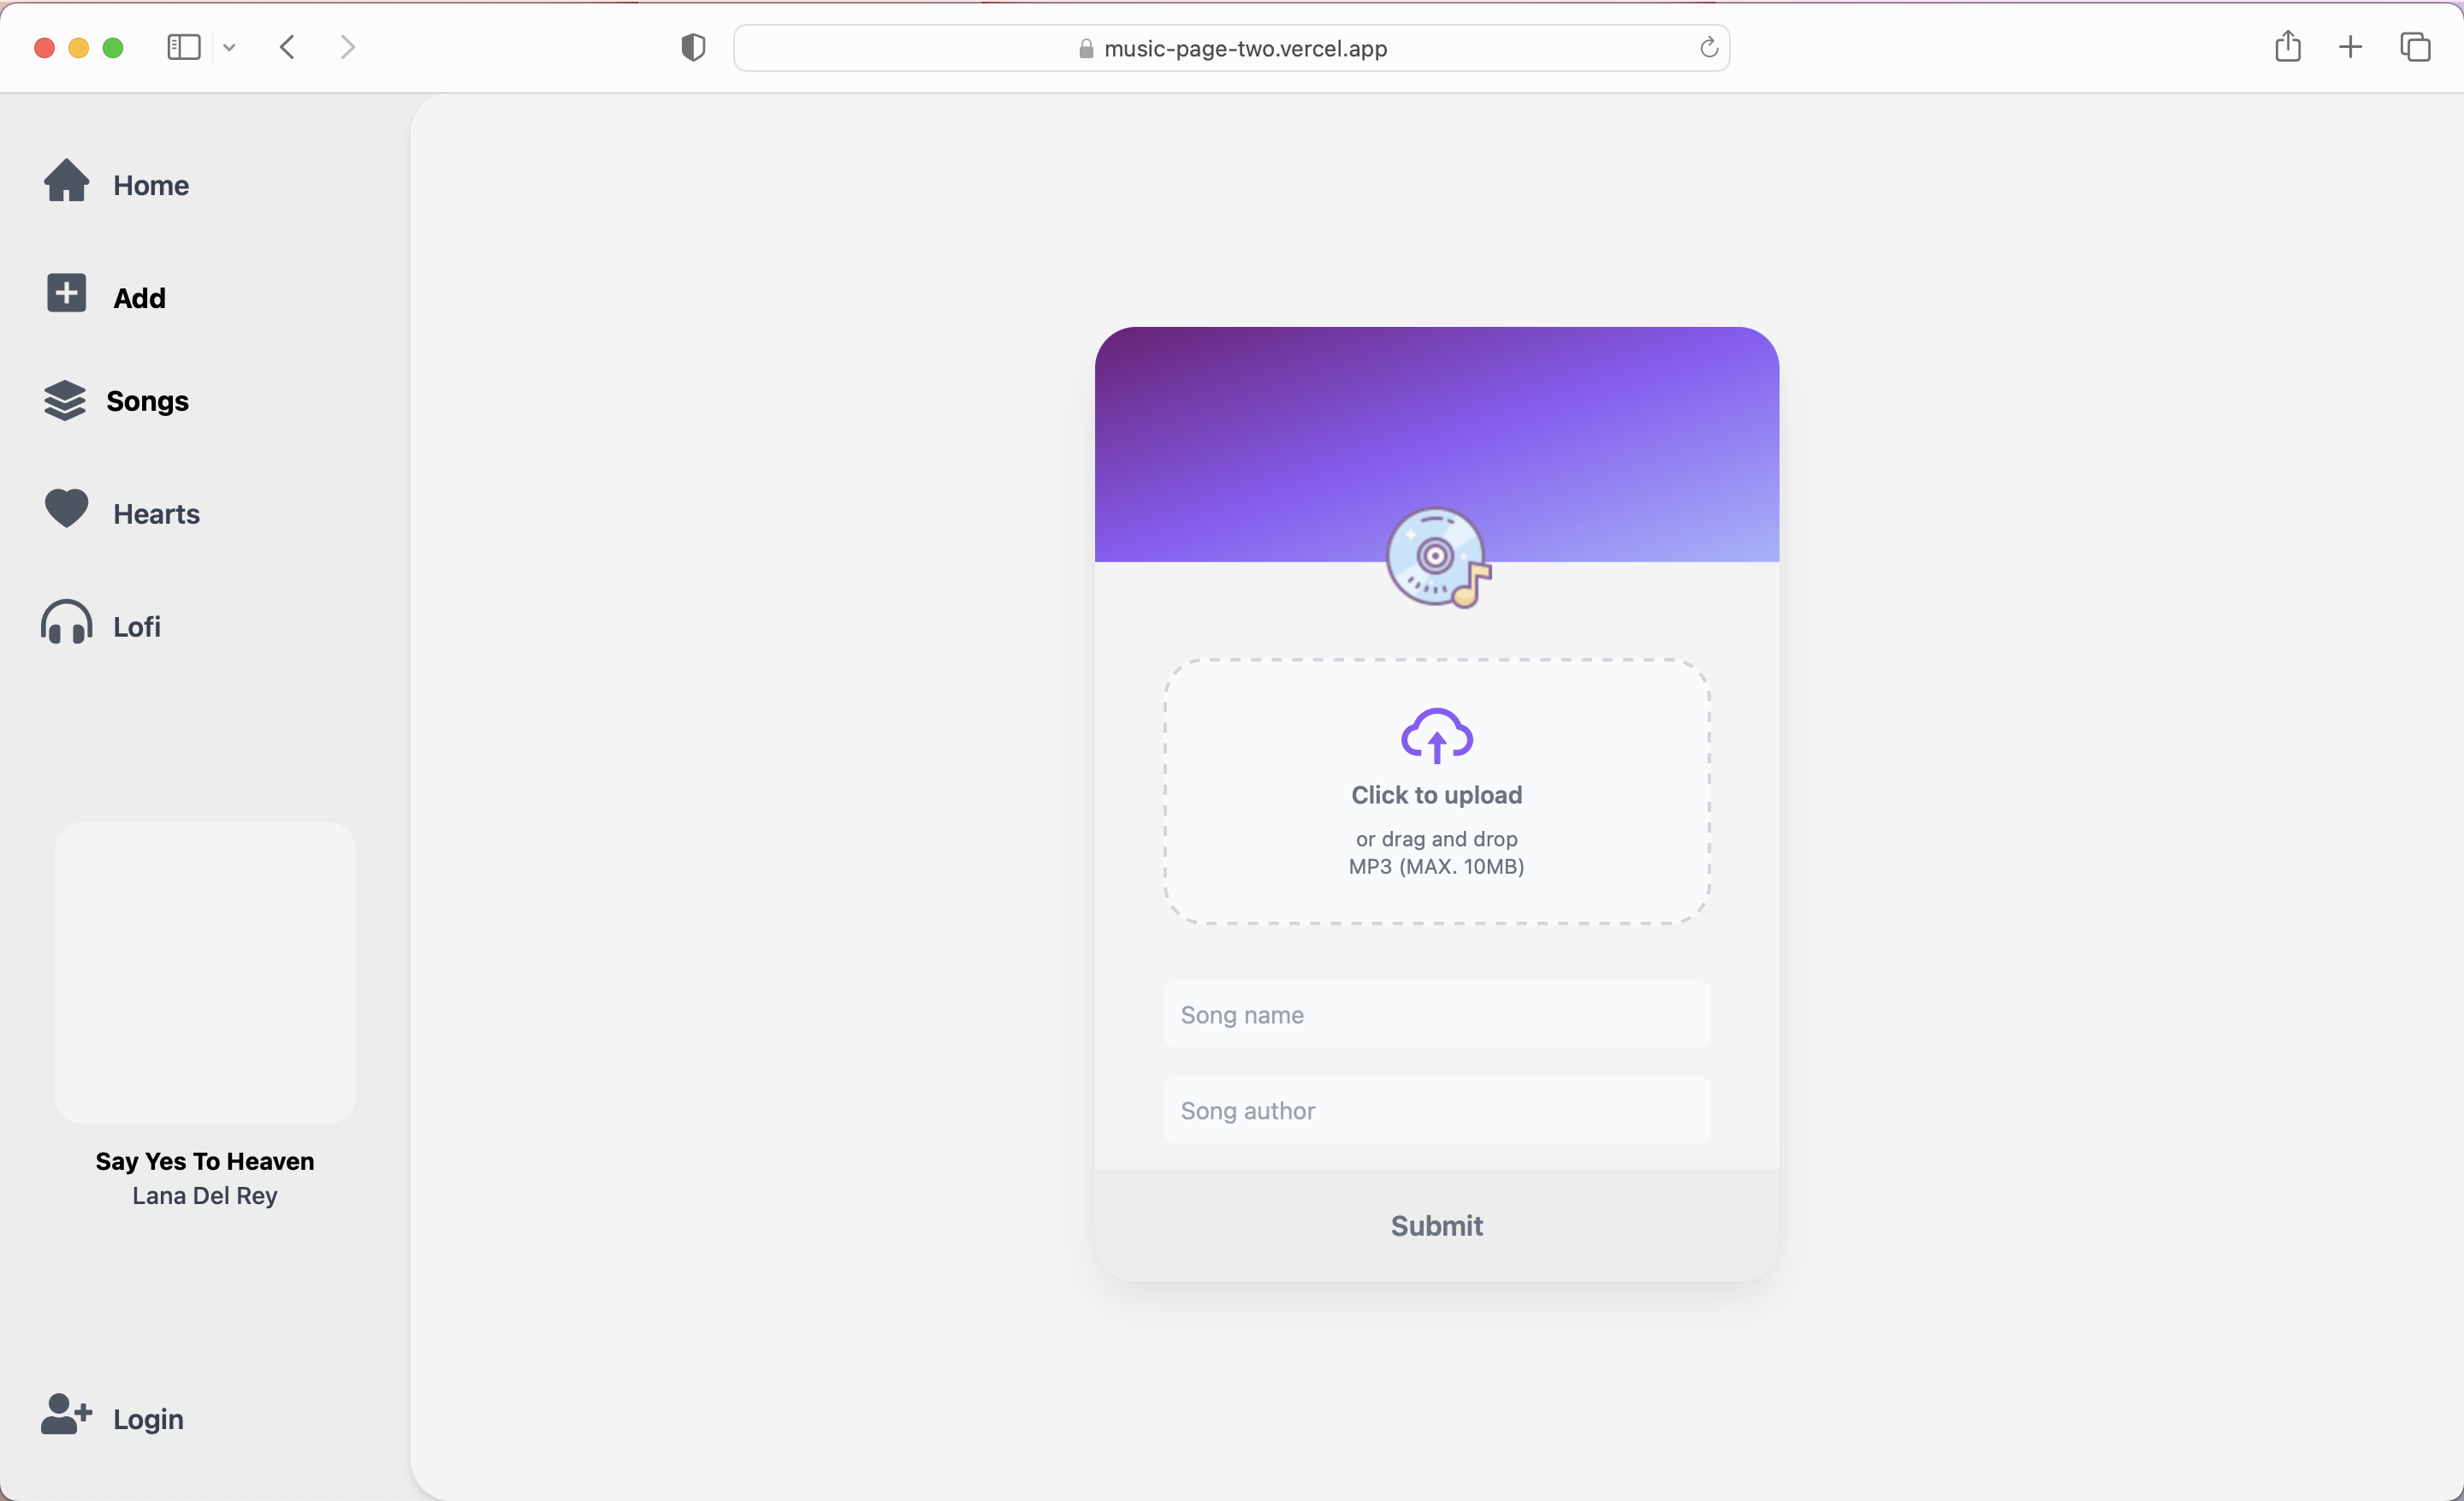 music-page-two.vercel.app
Home
Add
Songs
Hearts
Lofi
Say Yes To Heaven
Lana Del Rey
Login
Click to upload
or drag and drop
MP3 (MAX. 10MB)
Song name
Song author
Submit